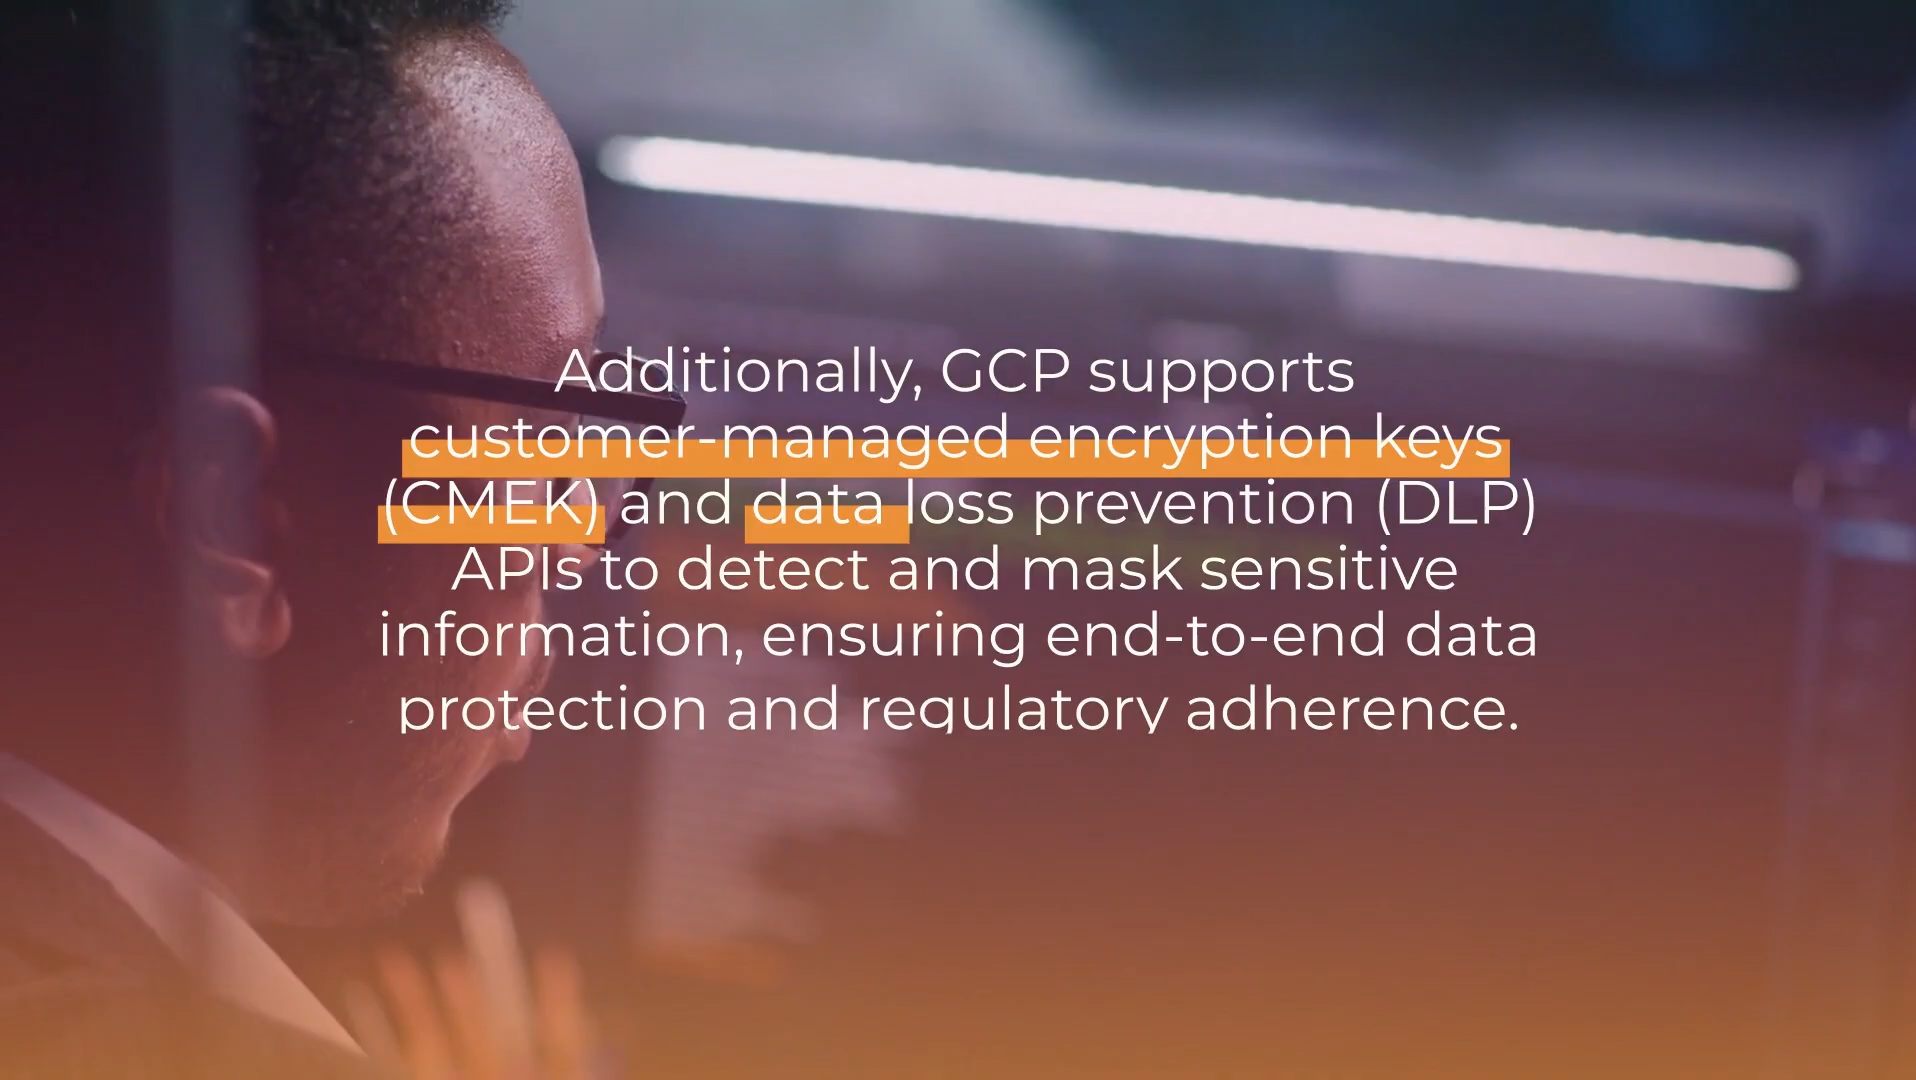 Additionally, GCP supports
customer-managed encryption keys
(CMEK) and data loss prevention (DLP)
APIs to detect and mask sensitive
information, ensuring end-to-end data
protection and regulatory adherence.